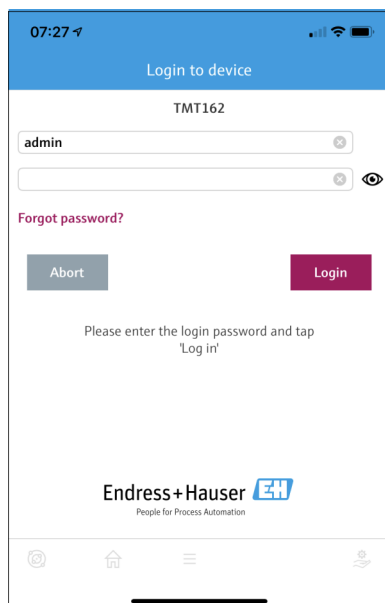 07:27
Login to device
TMT162
admin
Forgot password?
Abort
Login
Please enter the login password and tap
'Log in'
Endress+Hauser EH
People for Process Automation